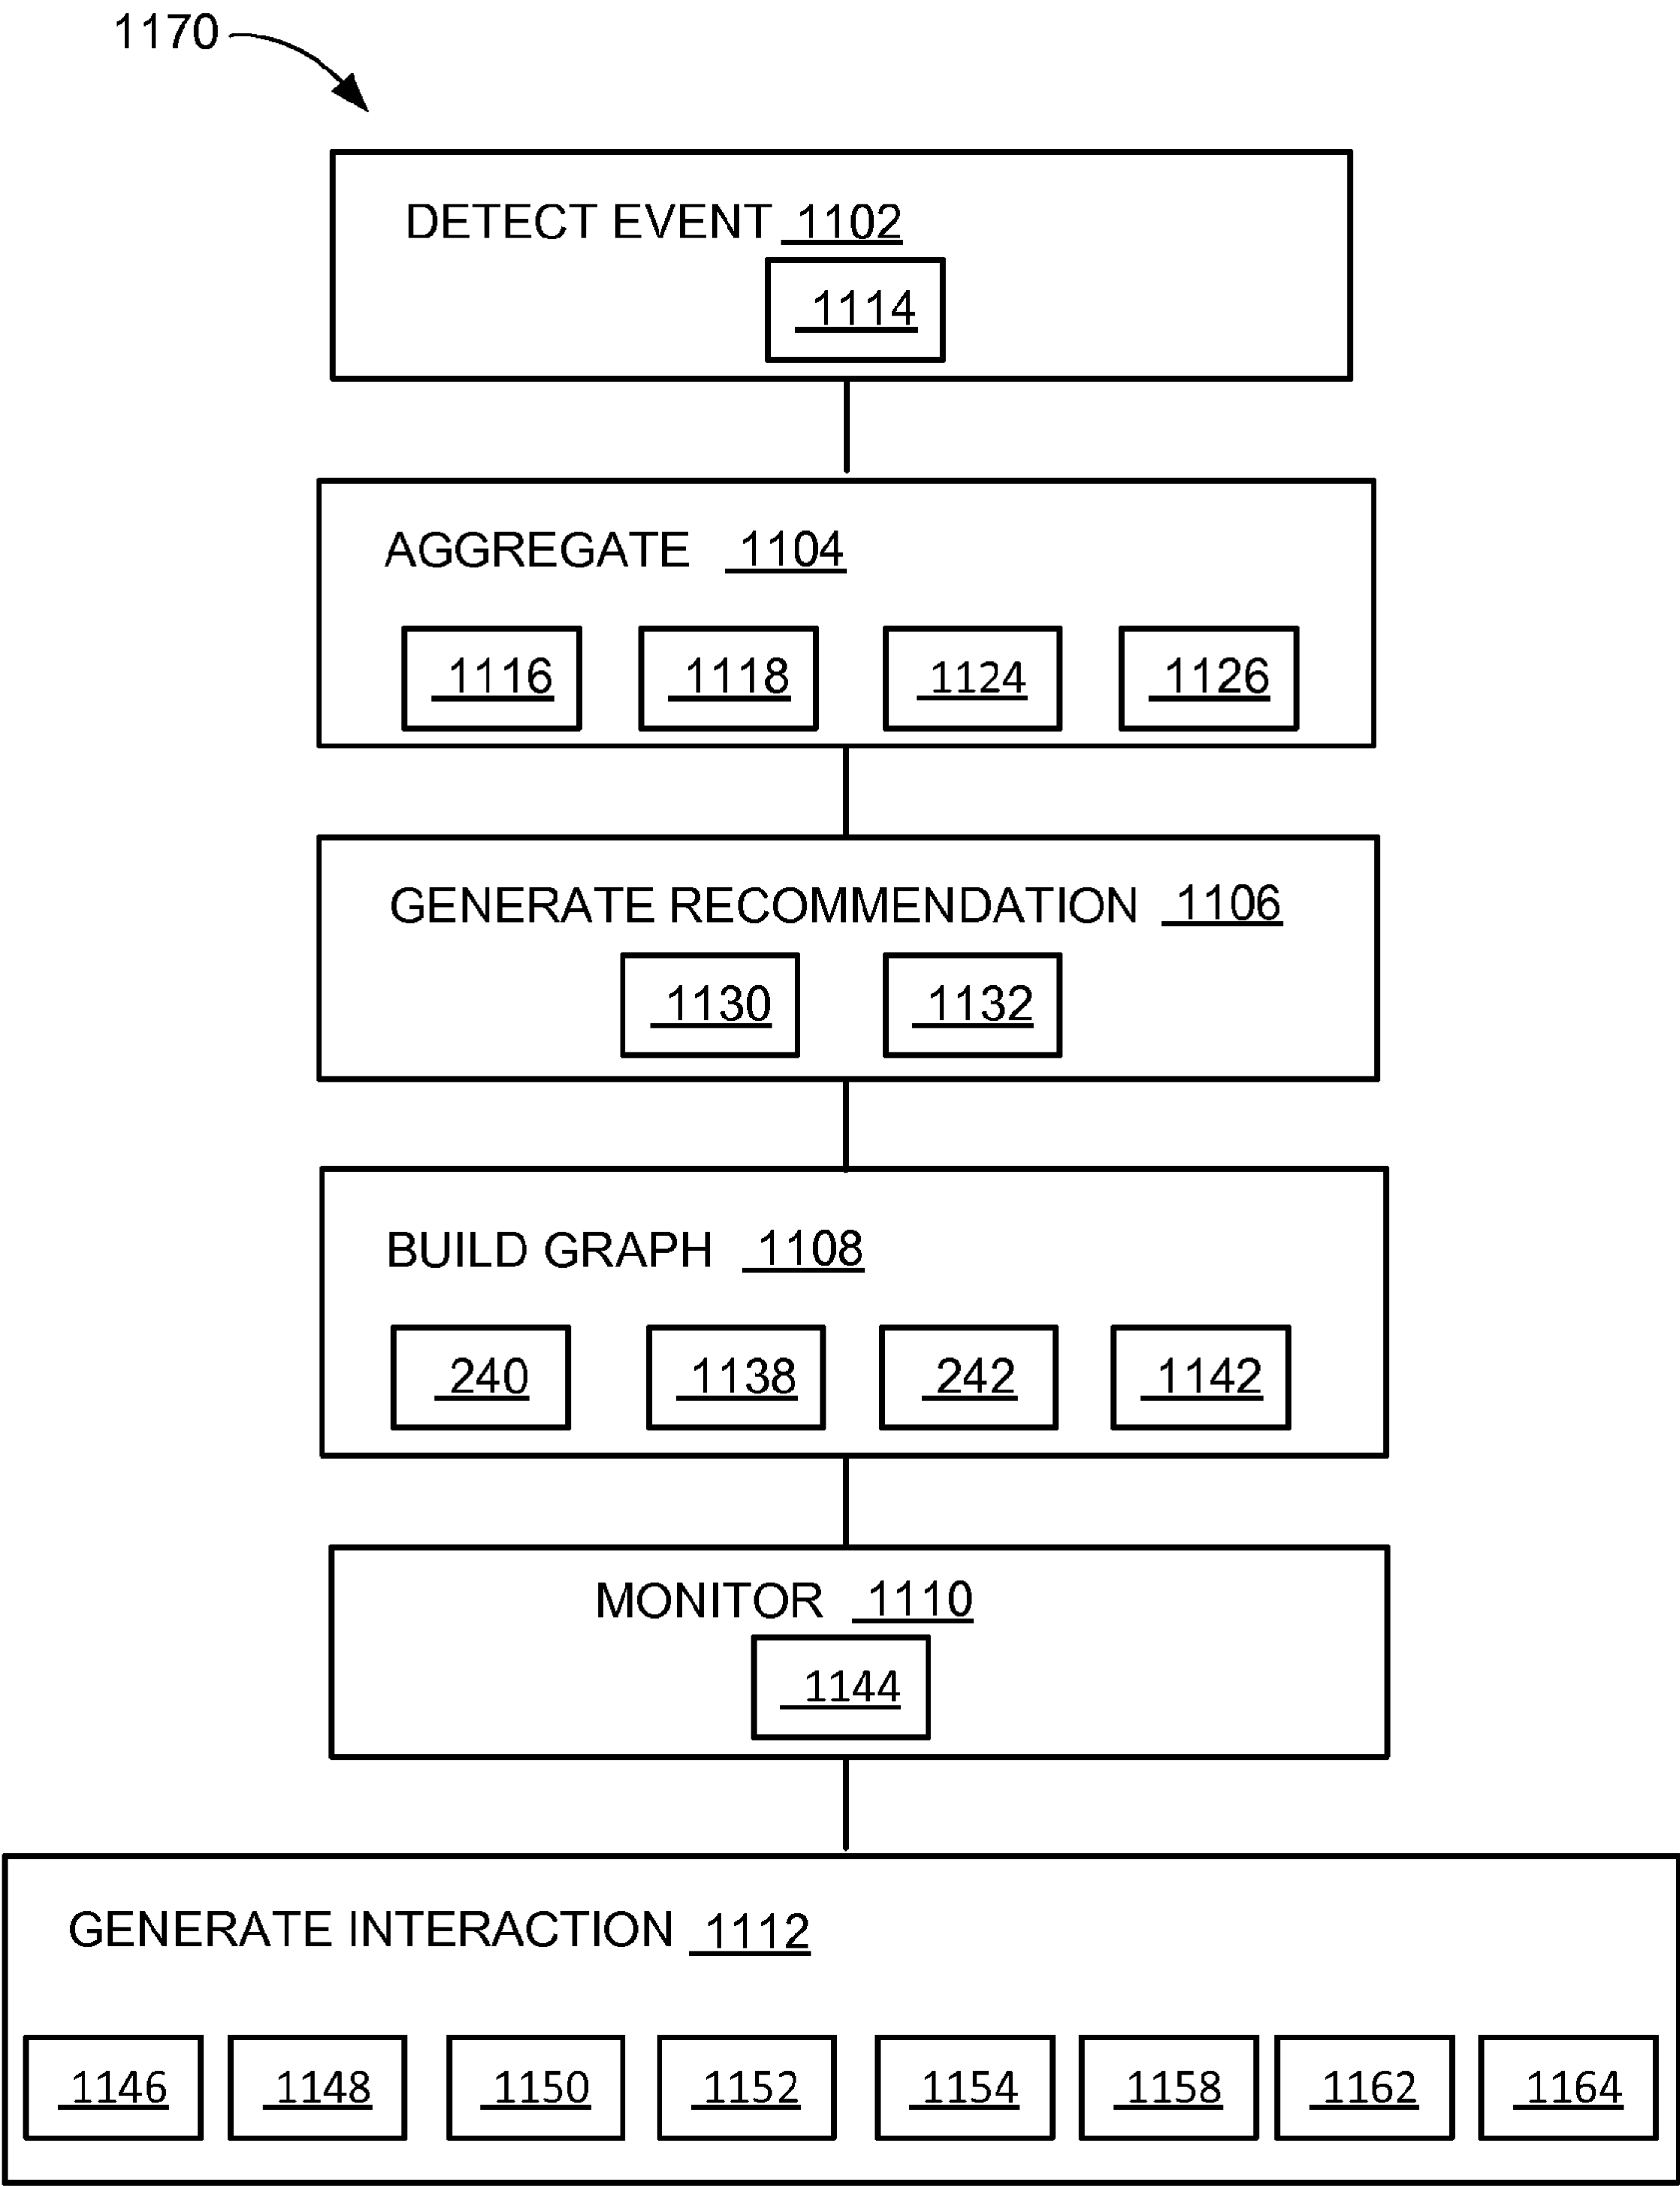 1170
DETECT EVENT 1102
1114
AGGREGATE 1104
1116 1118 1124 1126
GENERATE RECOMMENDATION 1106
1130 1132
BUILD GRAPH 1108
240 1138 242 1142
MONITOR 1110
1144
GENERATE INTERACTION 1112
1146 1148 1150 1152 1154 1158 1162 1164